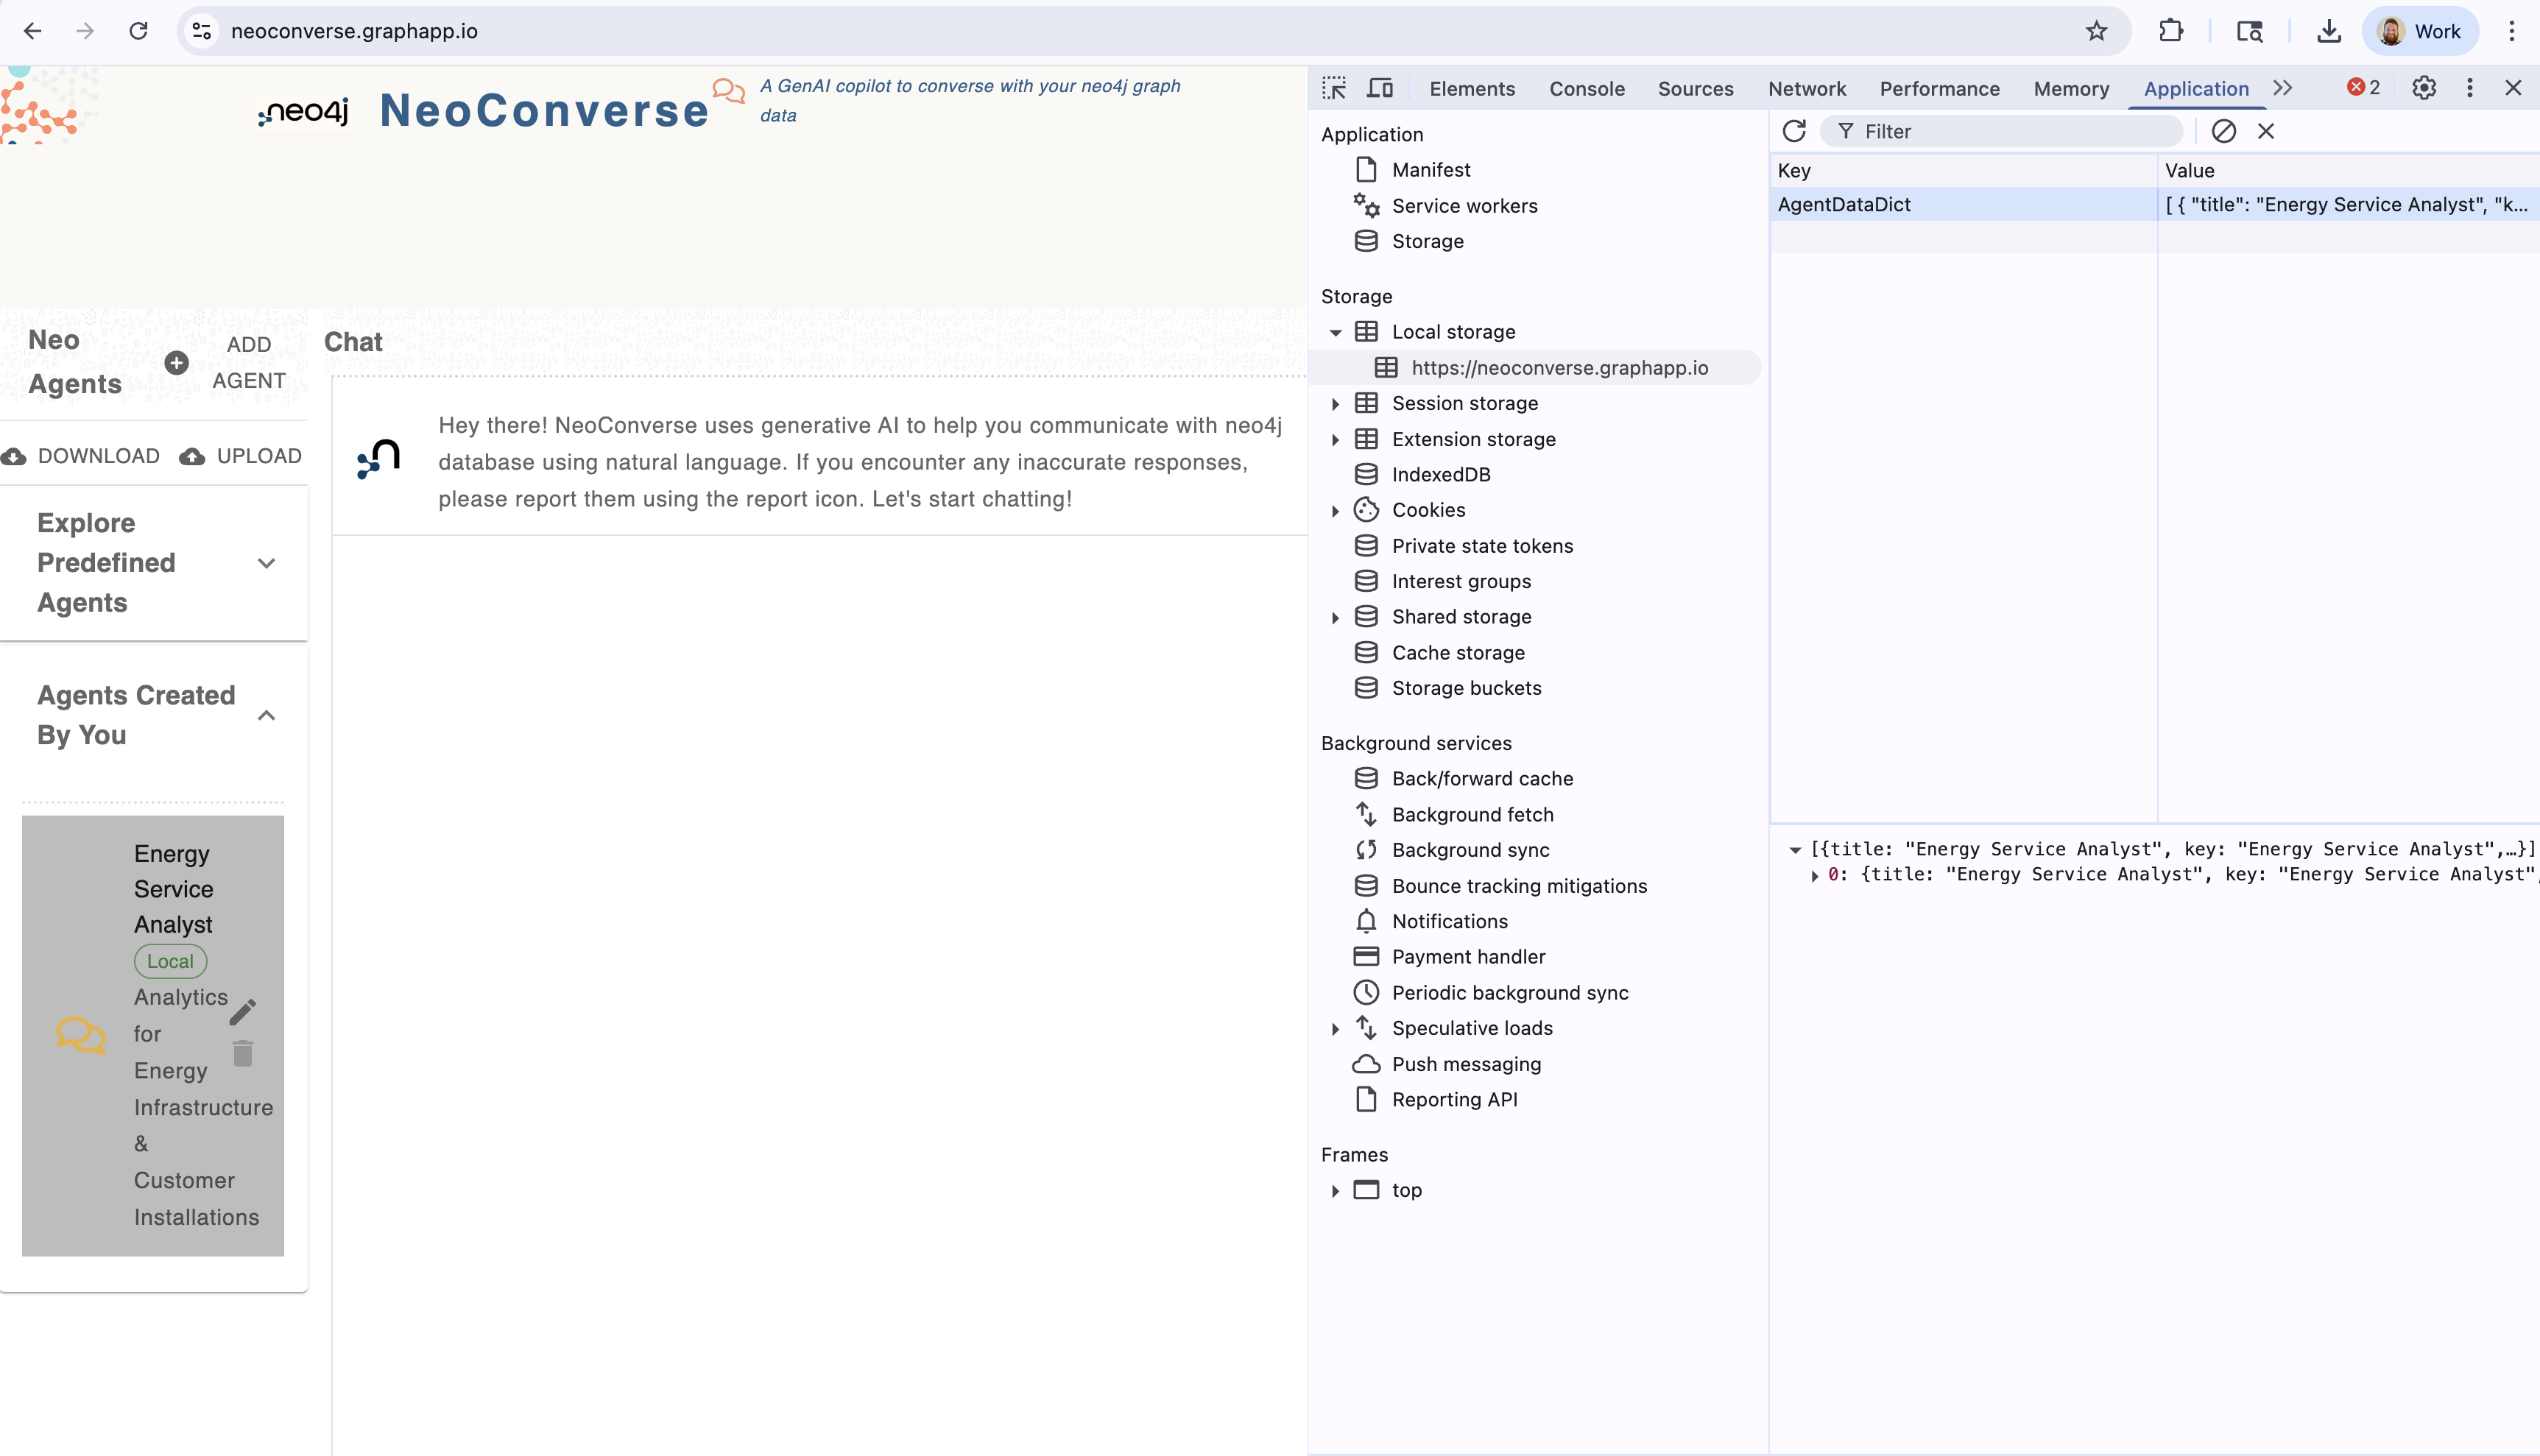 neoconverse.graphapp.io
Work
neo4j
NeoConverse
A GenAI copilot to converse with your neo4j graph
data
Neo
Agents
ADD
AGENT
DOWNLOAD
UPLOAD
Explore
Predefined
Agents
Agents Created
By You
Energy
Service
Analyst
Local
Analytics
for
Energy
Infrastructure
&
Customer
Installations
Chat
Hey there! NeoConverse uses generative AI to help you communicate with neo4j
database using natural language. If you encounter any inaccurate responses,
please report them using the report icon. Let's start chatting!
Elements
Console
Sources
Network
Performance
Memory
Application
2
Application
Manifest
Service workers
Storage
Storage
Local storage
https://neoconverse.graphapp.io
Session storage
Extension storage
IndexedDB
Cookies
Private state tokens
Interest groups
Shared storage
Cache storage
Storage buckets
Background services
Back/forward cache
Background fetch
Background sync
Bounce tracking mitigations
Notifications
Payment handler
Periodic background sync
Speculative loads
Push messaging
Reporting API
Frames
top
Filter
Key
Value
AgentDataDict
[ { "title": "Energy Service Analyst", "k...
[{title: "Energy Service Analyst", key: "Energy Service Analyst",…}]
0: {title: "Energy Service Analyst", key: "Energy Service Analyst",